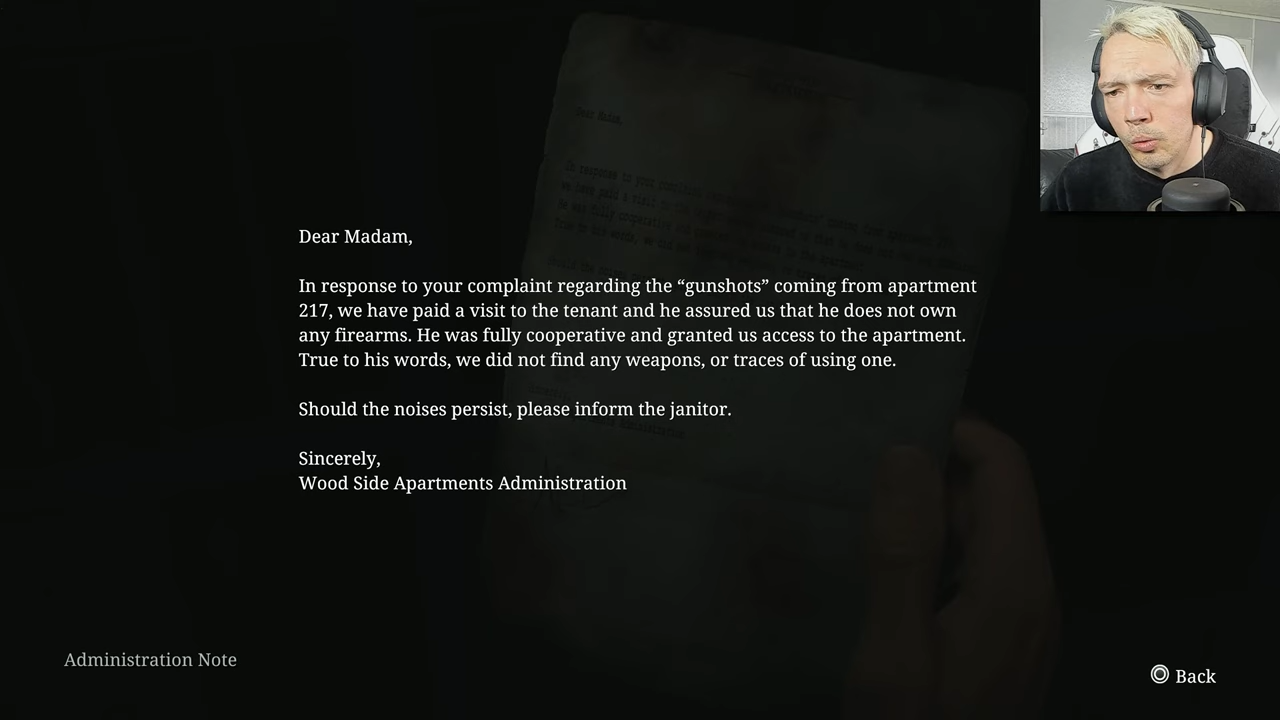 Dear Madam,
In response to your complaint regarding the “gunshots” coming from apartment
217, we have paid a visit to the tenant and he assured us that he does not own
any firearms. He was fully cooperative and granted us access to the apartment.
True to his words, we did not find any weapons, or traces of using one.
Should the noises persist, please inform the janitor.
Sincerely,
Wood Side Apartments Administration
Administration Note
Back